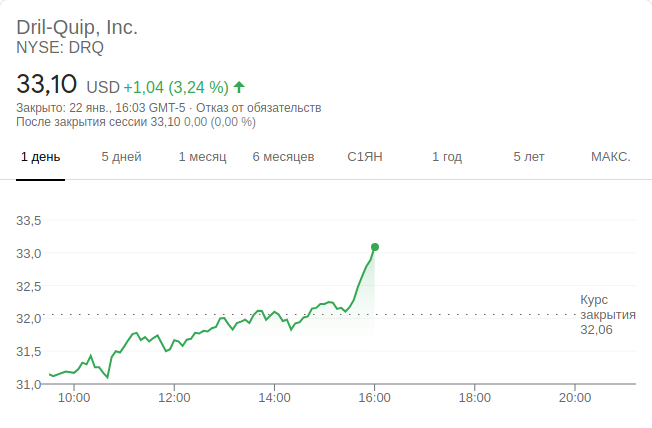 Dril-Quip, Inc.
NYSE: DRQ
33,10 USD +1,04 (3,24 %)
Закрыто: 22 янв., 16:03 GMT-5 · Отказ от обязательств
После закрытия сессии 33,10 0,00 (0,00 %)
1 день 5 дней 1 месяц 6 месяцев С1ЯН 1 год 5 лет МАКС.
33,5
33,0
32,5
Курс
закрытия
32,06
32,0
31,5
31,0
10:00 12:00 14:00 16:00 18:00 20:00